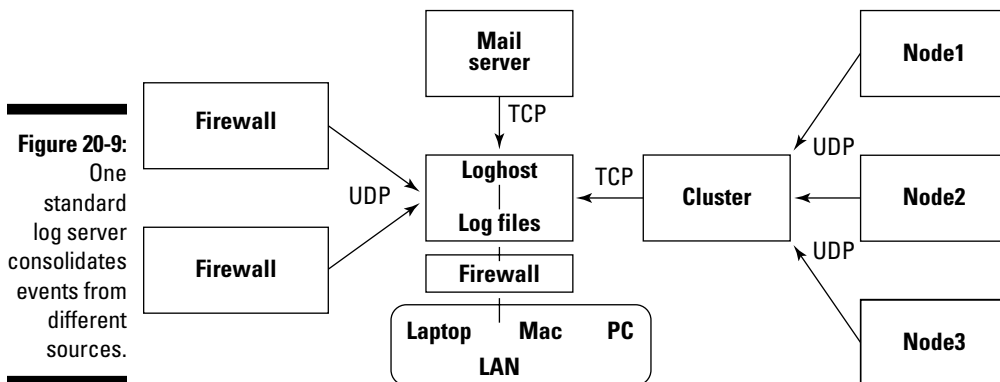 Figure 20-9:
One
standard
log server
consolidates
events from
different
sources.
Firewall
Firewall
UDP
Mail
server
TCP
Loghost
Log files
Firewall
Laptop Mac PC
LAN
TCP
Cluster
UDP
UDP
Node1
Node2
Node3